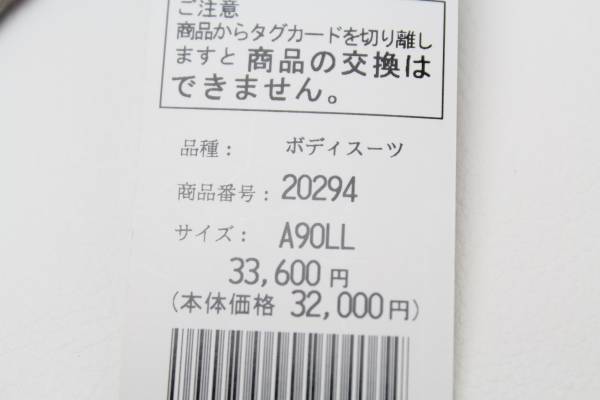 ご注意
商品からタグカードを切り離し
ますと 商品の交換は
できません。
品種： ボディスーツ
商品番号：20294
サイズ： A90LL
33,600円
(本体価格 32,000円)